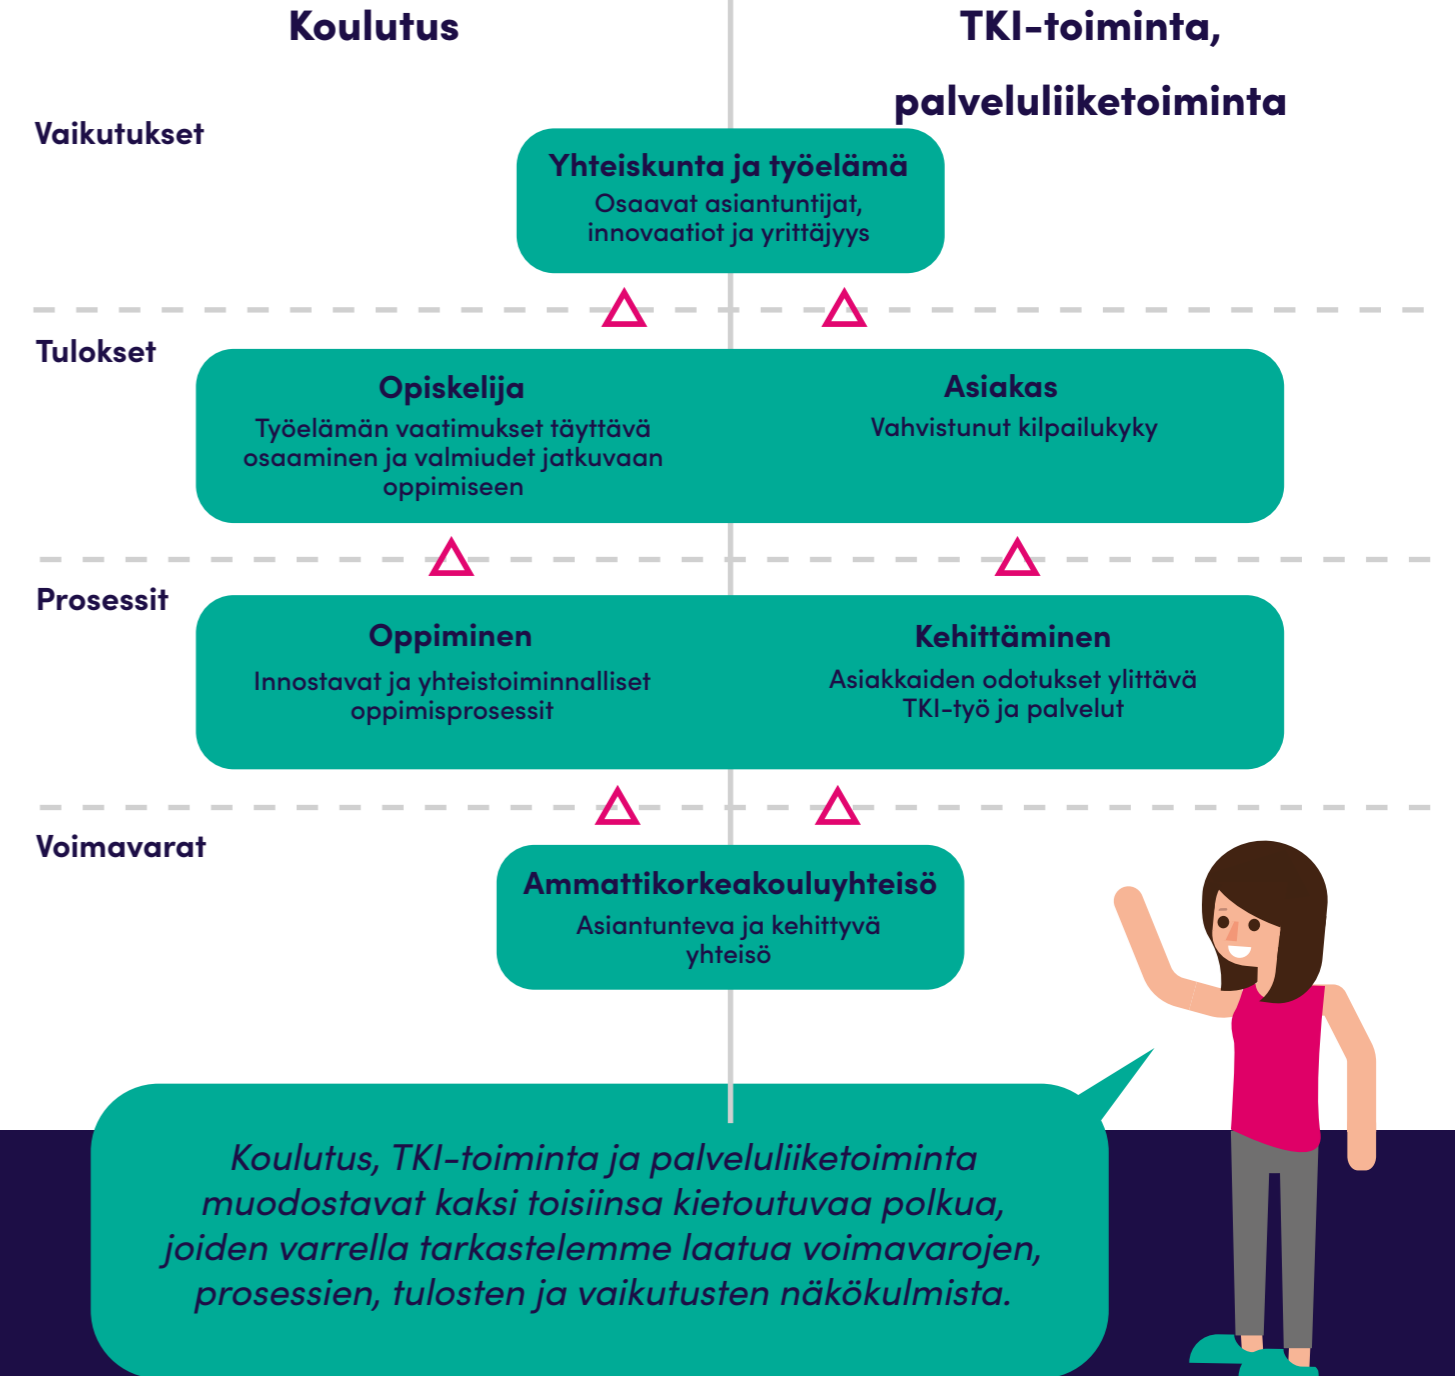 Koulutus
TKI-toiminta,
palveluliiketoiminta
Vaikutukset
Yhteiskunta ja työelämä
Osaavat asiantuntijat,
innovaatiot ja yrittäjyys
Tulokset
Opiskelija
Työelämän vaatimukset täyttävä
osaaminen ja valmiudet jatkuvaan
oppimiseen
Asiakas
Vahvistunut kilpailukyky
Prosessit
Oppiminen
Innostavat ja yhteistoiminnalliset
oppimisprosessit
Kehittäminen
Asiakkaiden odotukset ylittävä
TKI-työ ja palvelut
Voimavarat
Ammattikorkeakouluyhteisö
Asiantunteva ja kehittyvä
yhteisö
Koulutus, TKI-toiminta ja palveluliiketoiminta
muodostavat kaksi toisiinsa kietoutuvaa polkua,
joiden varrella tarkastelemme laatua voimavarojen,
prosessien, tulosten ja vaikutusten näkökulmista.